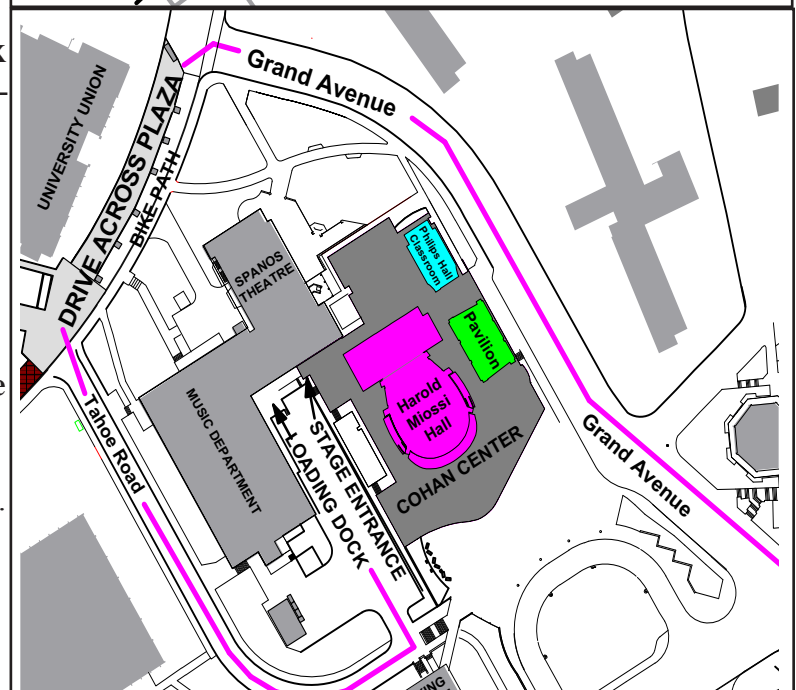 Grand Avenue
UNIVERSITY UNION
DRIVE ACROSS PLAZA
BIKE PATH
SPANOS
THEATRE
Philips Hall
Classroom
Pavilion
Harold
Miossi
Hall
MUSIC DEPARTMENT
STAGE ENTRANCE
LOADING DOCK
COHAN CENTER
Tahoe Road
Grand Avenue